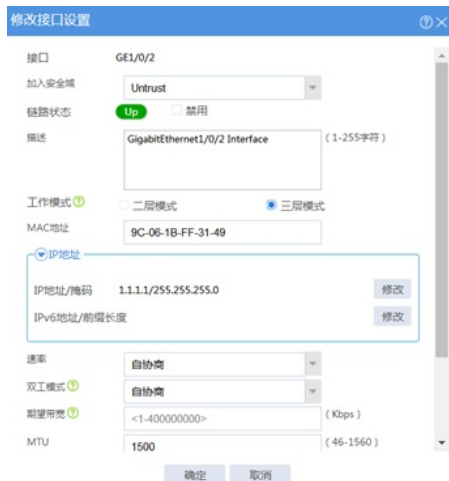 修改接口设置
接口 GE1/0/2
加入安全域 Untrust
链路状态 Up 禁用
描述 GigabitEthernet1/0/2 Interface (1-255字符)
工作模式 二层模式 三层模式
MAC地址 9C-06-1B-FF-31-49
IP地址
IP地址/掩码 1.1.1.1/255.255.255.0 修改
IPv6地址/前缀长度 修改
速率 自协商
双工模式 自协商
期望带宽 <1-400000000> (Kbps)
MTU 1500 (46-1560)
确定 取消